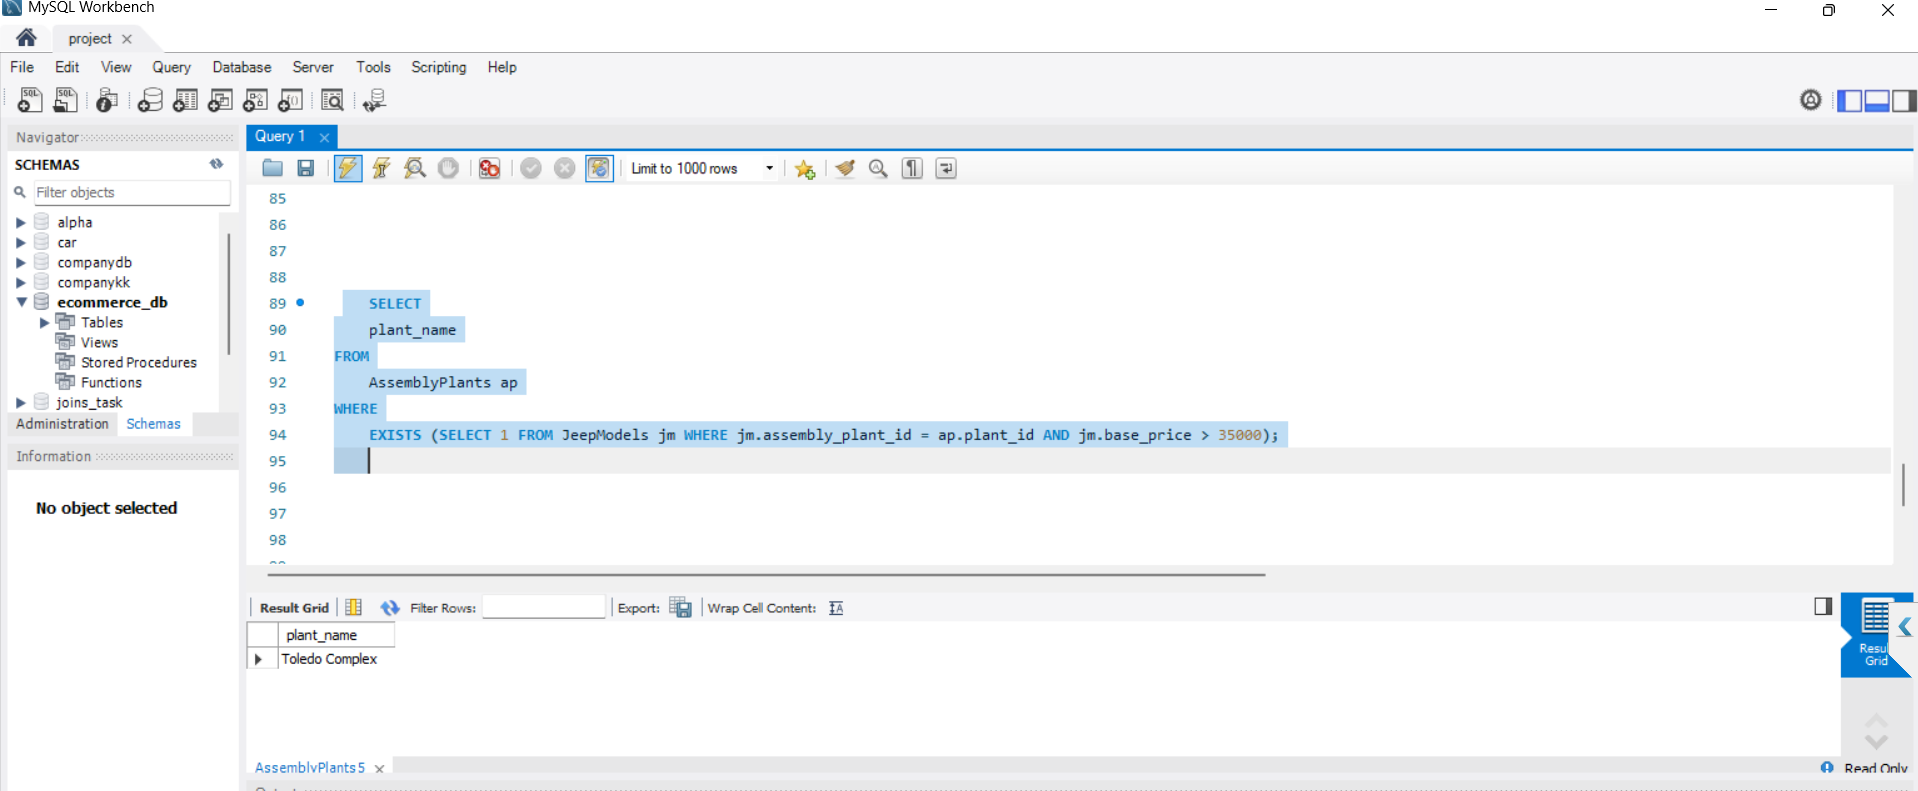 MySQL Workbench
project
File Edit View Query Database Server Tools Scripting Help
Navigator
SCHEMAS
Filter objects
alpha
car
companydb
companykk
ecommerce_db
Tables
Views
Stored Procedures
Functions
joins_task
Administration Schemas
Information
No object selected
Query 1
Limit to 1000 rows
85
86
87
88
89 SELECT
90 plant_name
91 FROM
92 AssemblyPlants ap
93 WHERE
94 EXISTS (SELECT 1 FROM JeepModels jm WHERE jm.assembly_plant_id = ap.plant_id AND jm.base_price > 35000);
95
96
97
98
Result Grid Filter Rows: Export: Wrap Cell Content:
plant_name
Toledo Complex
Grid
AssemblyPlants 5
Read Only